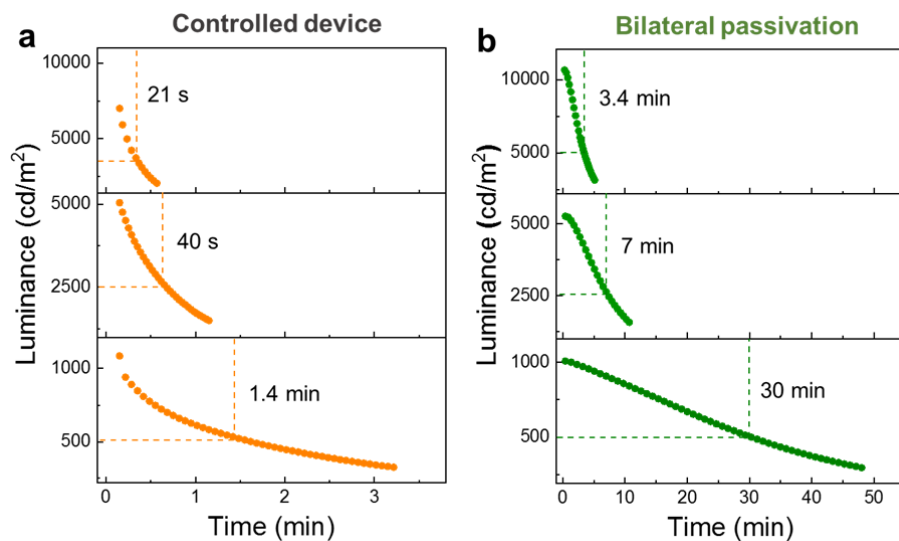 a
Controlled device
10000
5000
21 s
5000
2500
40 s
1000
500
1.4 min
Luminance (cd/m²)
0
1
2
3
Time (min)
b
Bilateral passivation
10000
5000
3.4 min
5000
2500
7 min
1000
500
30 min
Luminance (cd/m²)
0
10
20
30
40
50
Time (min)